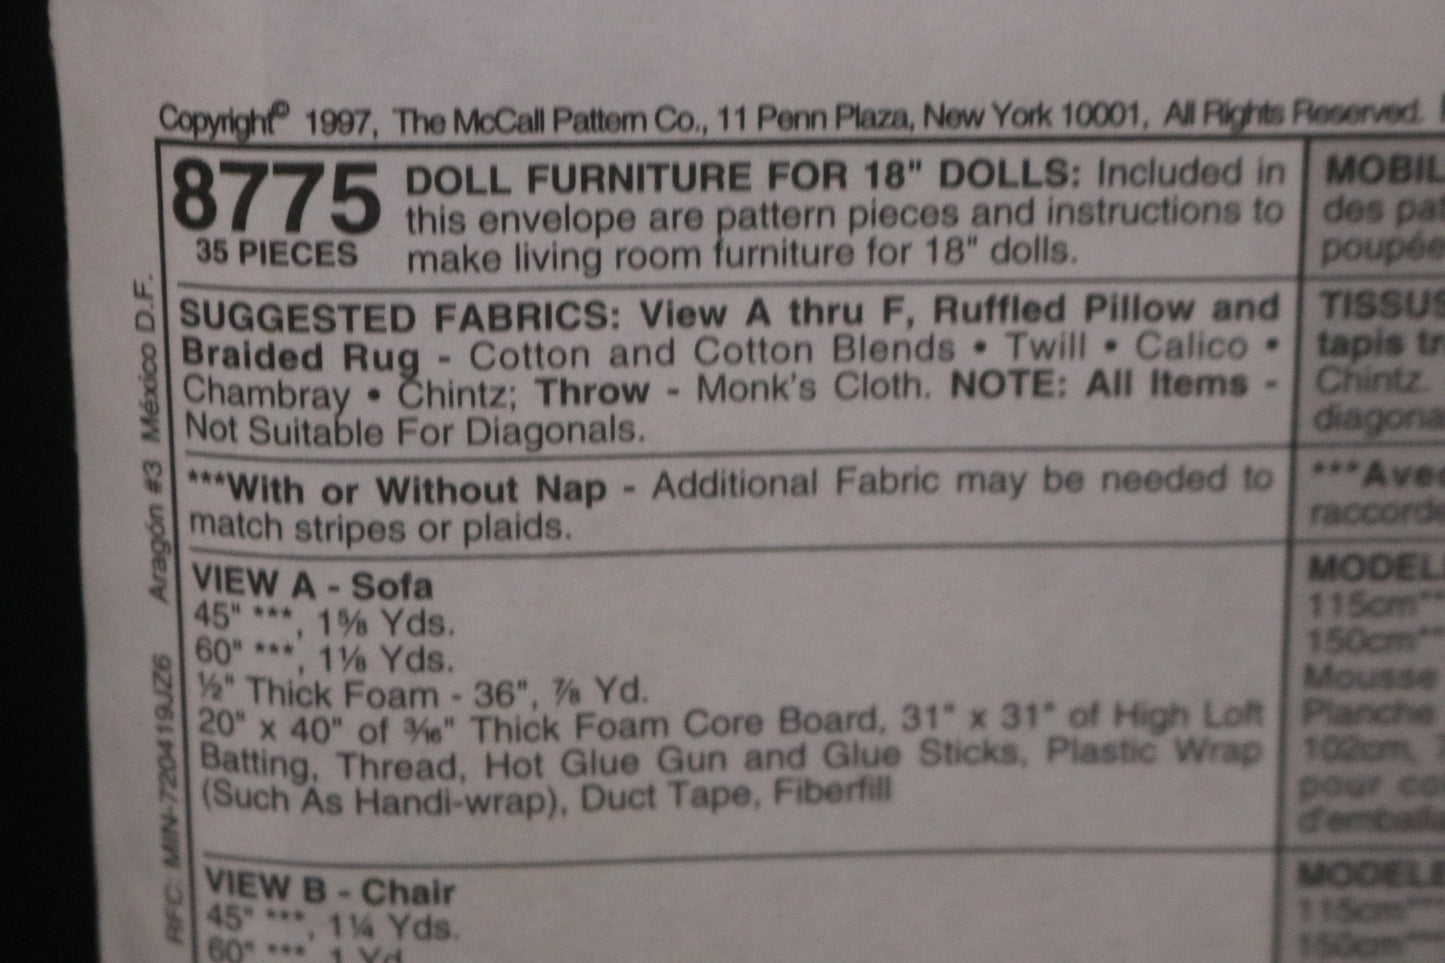 Copyright© 1997, The McCall Pattern Co., 11 Penn Plaza, New York 10001, All Rights Reserved.
8775
35 PIECES
DOLL FURNITURE FOR 18" DOLLS: Included in
this envelope are pattern pieces and instructions to
make living room furniture for 18" dolls.
SUGGESTED FABRICS: View A thru F, Ruffled Pillow and
Braided Rug - Cotton and Cotton Blends • Twill • Calico •
Chambray • Chintz; Throw - Monk's Cloth. NOTE: All Items -
Not Suitable For Diagonals.
***With or Without Nap - Additional Fabric may be needed to
match stripes or plaids.
VIEW A - Sofa
45" ***, 1⅝ Yds.
60" ***, 1⅛ Yds.
½" Thick Foam - 36", ⅞ Yd.
20" x 40" of 3/16" Thick Foam Core Board, 31" x 31" of High Loft
Batting, Thread, Hot Glue Gun and Glue Sticks, Plastic Wrap
(Such As Handi-wrap), Duct Tape, Fiberfill
VIEW B - Chair
45" ***, 1¼ Yds.
60" ***, 1 Yd.
MOBIL
des pat
poupée
TISSUS
tapis tr
Chintz.
diagona
***Avec
raccorde
MODELE
115cm***
150cm***
Mousse
Planche
102cm,
pour co
d'emballa
MODELE
115cm***
150cm***
RFC: MIN-720419JZ6 Aragón #3 México D.F.